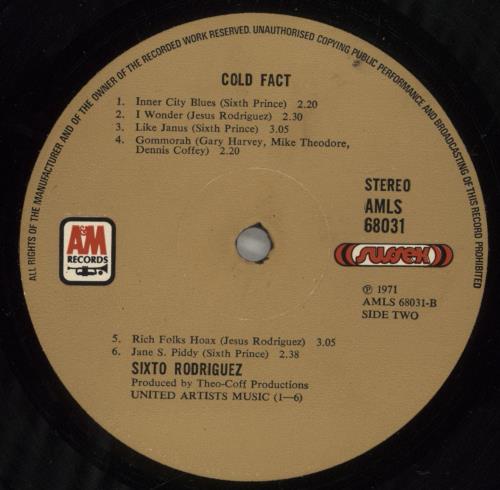 ALL RIGHTS OF THE MANUFACTURER AND OF THE OWNER OF THE RECORDED WORK RESERVED. UNAUTHORISED COPYING PUBLIC PERFORMANCE AND BROADCASTING OF THIS RECORD PROHIBITED
COLD FACT
1. Inner City Blues (Sixth Prince) 2.20
2. I Wonder (Jesus Rodriguez) 2.30
3. Like Janus (Sixth Prince) 3.05
4. Gommorah (Gary Harvey, Mike Theodore,
Dennis Coffey) 2.20
STEREO
AMLS
68031
A&M
RECORDS
sussex
℗ 1971
AMLS 68031-B
SIDE TWO
5. Rich Folks Hoax (Jesus Rodriguez) 3.05
6. Jane S. Piddy (Sixth Prince) 2.38
SIXTO RODRIGUEZ
Produced by Theo-Coff Productions
UNITED ARTISTS MUSIC (1—6)